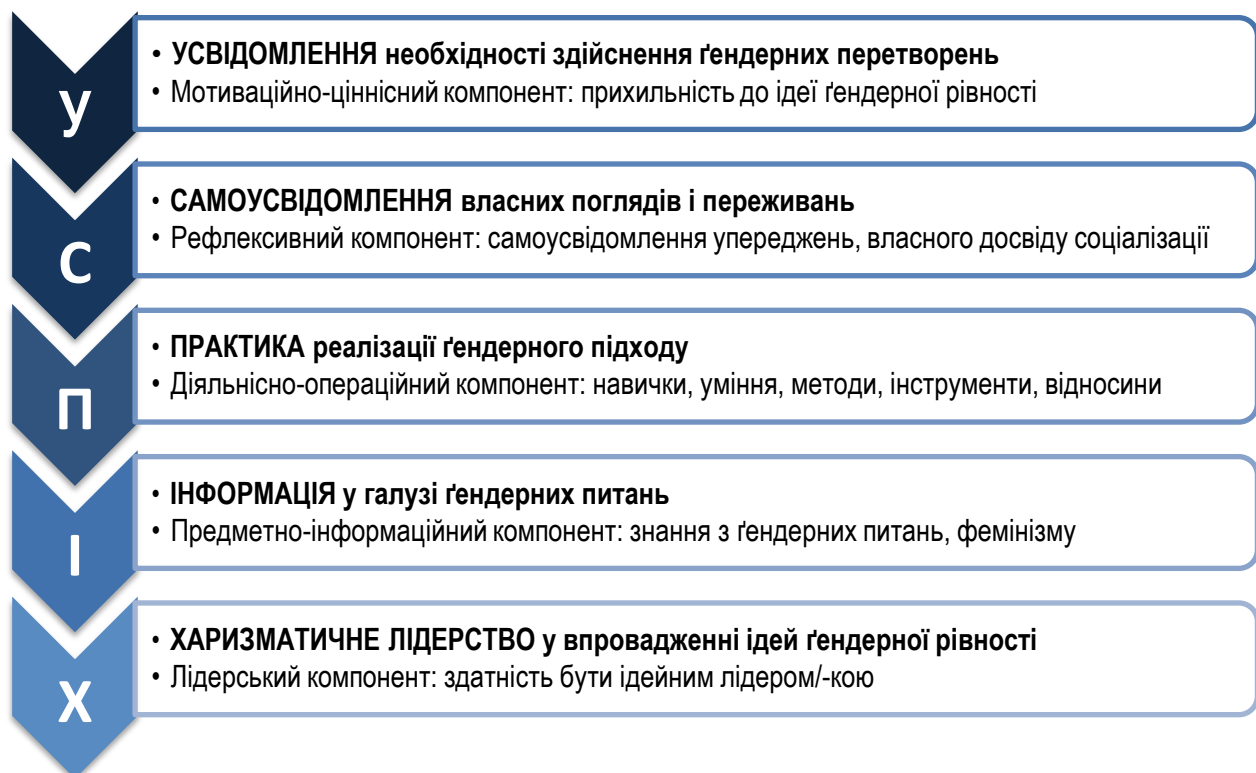 У
• УСВІДОМЛЕННЯ необхідності здійснення ґендерних перетворень
• Мотиваційно-ціннісний компонент: прихильність до ідеї ґендерної рівності
С
• САМОУСВІДОМЛЕННЯ власних поглядів і переживань
• Рефлексивний компонент: самоусвідомлення упереджень, власного досвіду соціалізації
П
• ПРАКТИКА реалізації ґендерного підходу
• Діяльнісно-операційний компонент: навички, уміння, методи, інструменти, відносини
І
• ІНФОРМАЦІЯ у галузі ґендерних питань
• Предметно-інформаційний компонент: знання з ґендерних питань, фемінізму
Х
• ХАРИЗМАТИЧНЕ ЛІДЕРСТВО у впровадженні ідей ґендерної рівності
• Лідерський компонент: здатність бути ідейним лідером/-кою